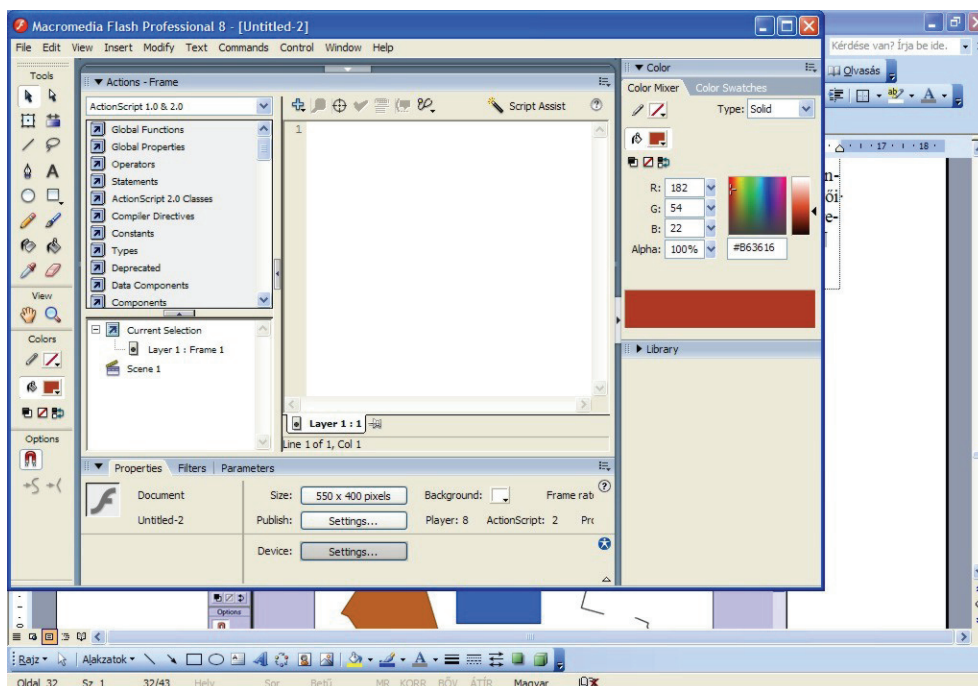 Macromedia Flash Professional 8 - [Untitled-2]
File Edit View Insert Modify Text Commands Control Window Help
Kérdése van? Írja be ide.
Olvasás
Tools
Actions - Frame
ActionScript 1.0 & 2.0
Script Assist
Global Functions
Global Properties
Operators
Statements
ActionScript 2.0 Classes
Compiler Directives
Constants
Types
Deprecated
Data Components
Components
1
Current Selection
Layer 1 : Frame 1
Scene 1
Layer 1 : 1
Line 1 of 1, Col 1
View
Colors
Options
Color
Color Mixer Color Swatches
Type: Solid
R: 182
G: 54
B: 22
Alpha: 100% #B63616
Library
17 18
n-
ői
e-
Properties Filters Parameters
Document Size: 550 x 400 pixels Background: Frame rat
Untitled-2 Publish: Settings... Player: 8 ActionScript: 2 Pro
Device: Settings...
Options
Rajz Alakzatok
Oldal 32 Sz. 1 32/43 Hely Sor Betű MR KORR BŐV ÁTÍR Magyar